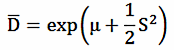 D̅ = exp(μ + 1/2 S²)